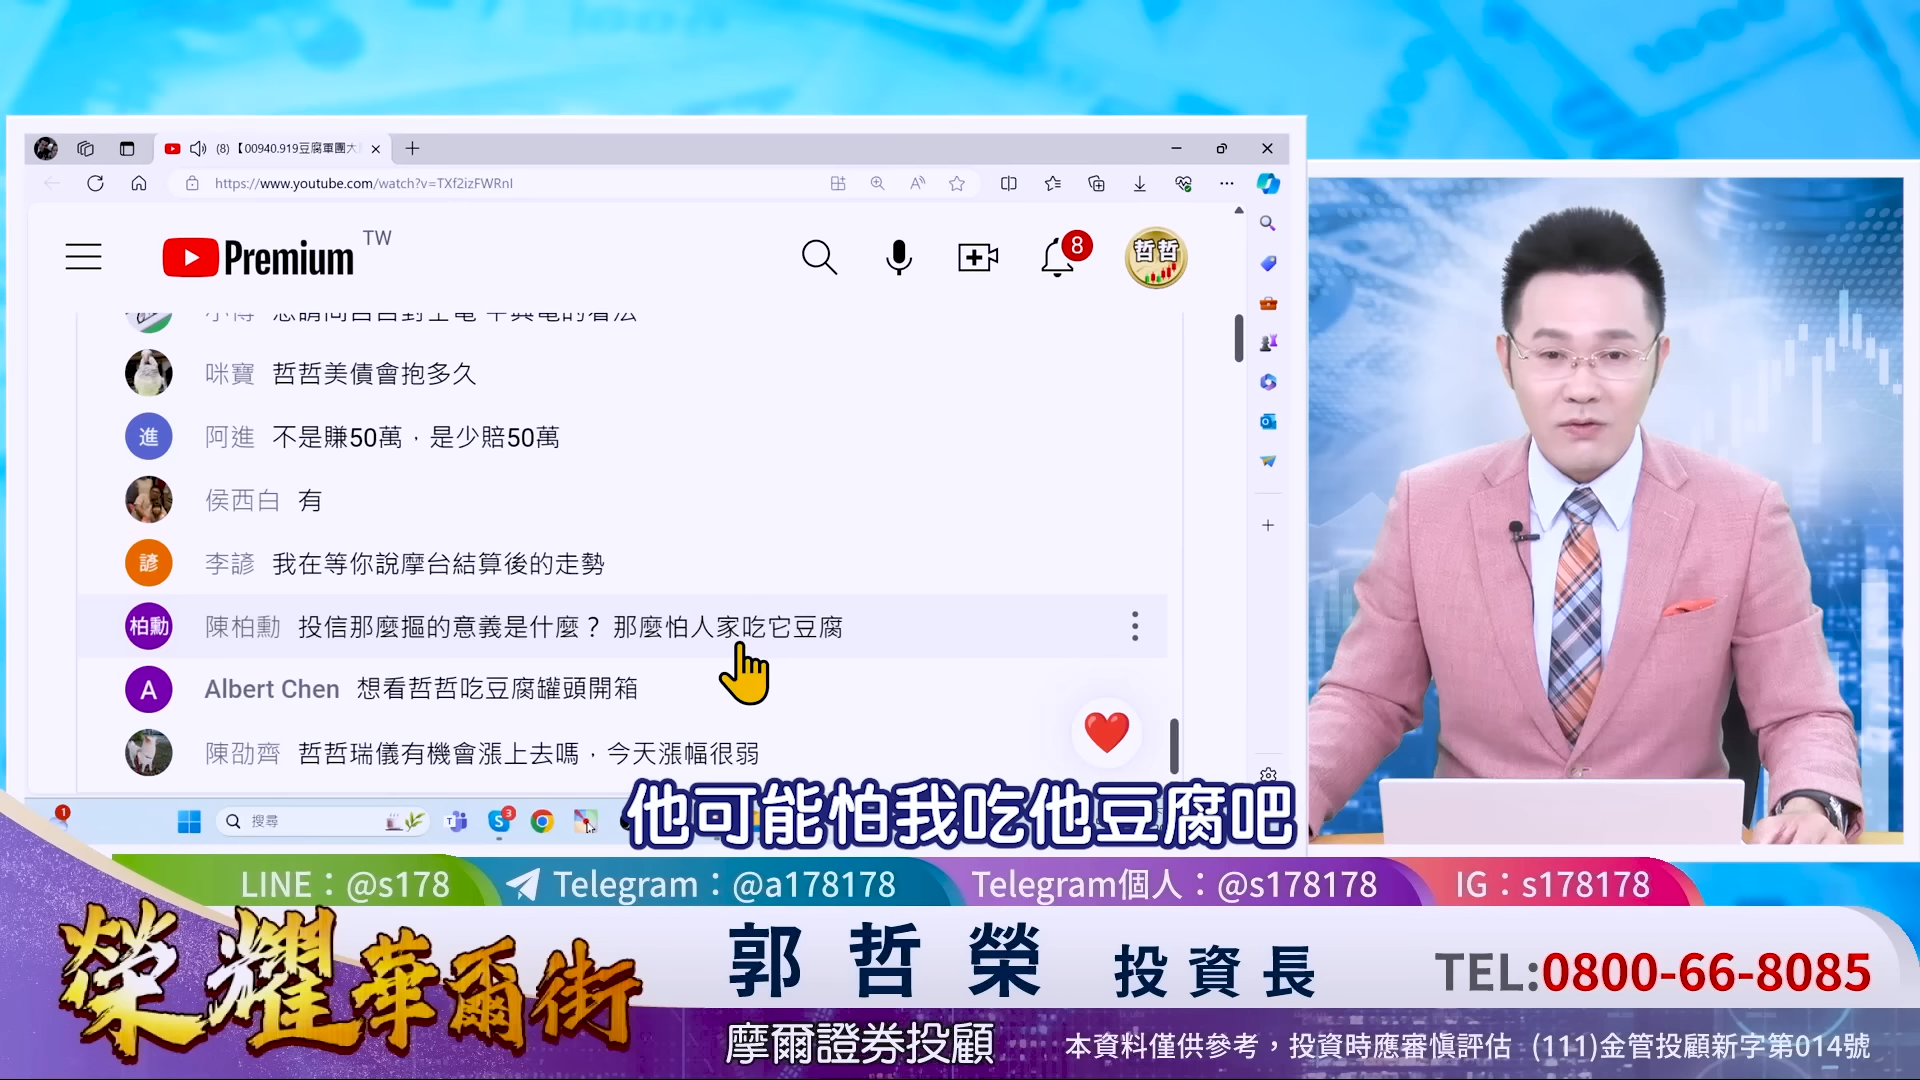 (8)【00940.919豆腐軍團大
https://www.youtube.com/watch?v=TXf2izFWRnI
Premium TW
8
哲哲
咪寶 哲哲美債會抱多久
進 阿進 不是賺50萬，是少賠50萬
侯西白 有
諺 李諺 我在等你說摩台結算後的走勢
柏勳 陳柏勳 投信那麼摳的意義是什麼？ 那麼怕人家吃它豆腐
A Albert Chen 想看哲哲吃豆腐罐頭開箱
陳劭齊 哲哲瑞儀有機會漲上去嗎，今天漲幅很弱
1
搜尋
3
他可能怕我吃他豆腐吧
LINE：@s178
Telegram：@a178178
Telegram個人：@s178178
IG：s178178
榮耀華爾街
郭哲榮 投資長
TEL:0800-66-8085
摩爾證券投顧
本資料僅供參考，投資時應審慎評估 (111)金管投顧新字第014號